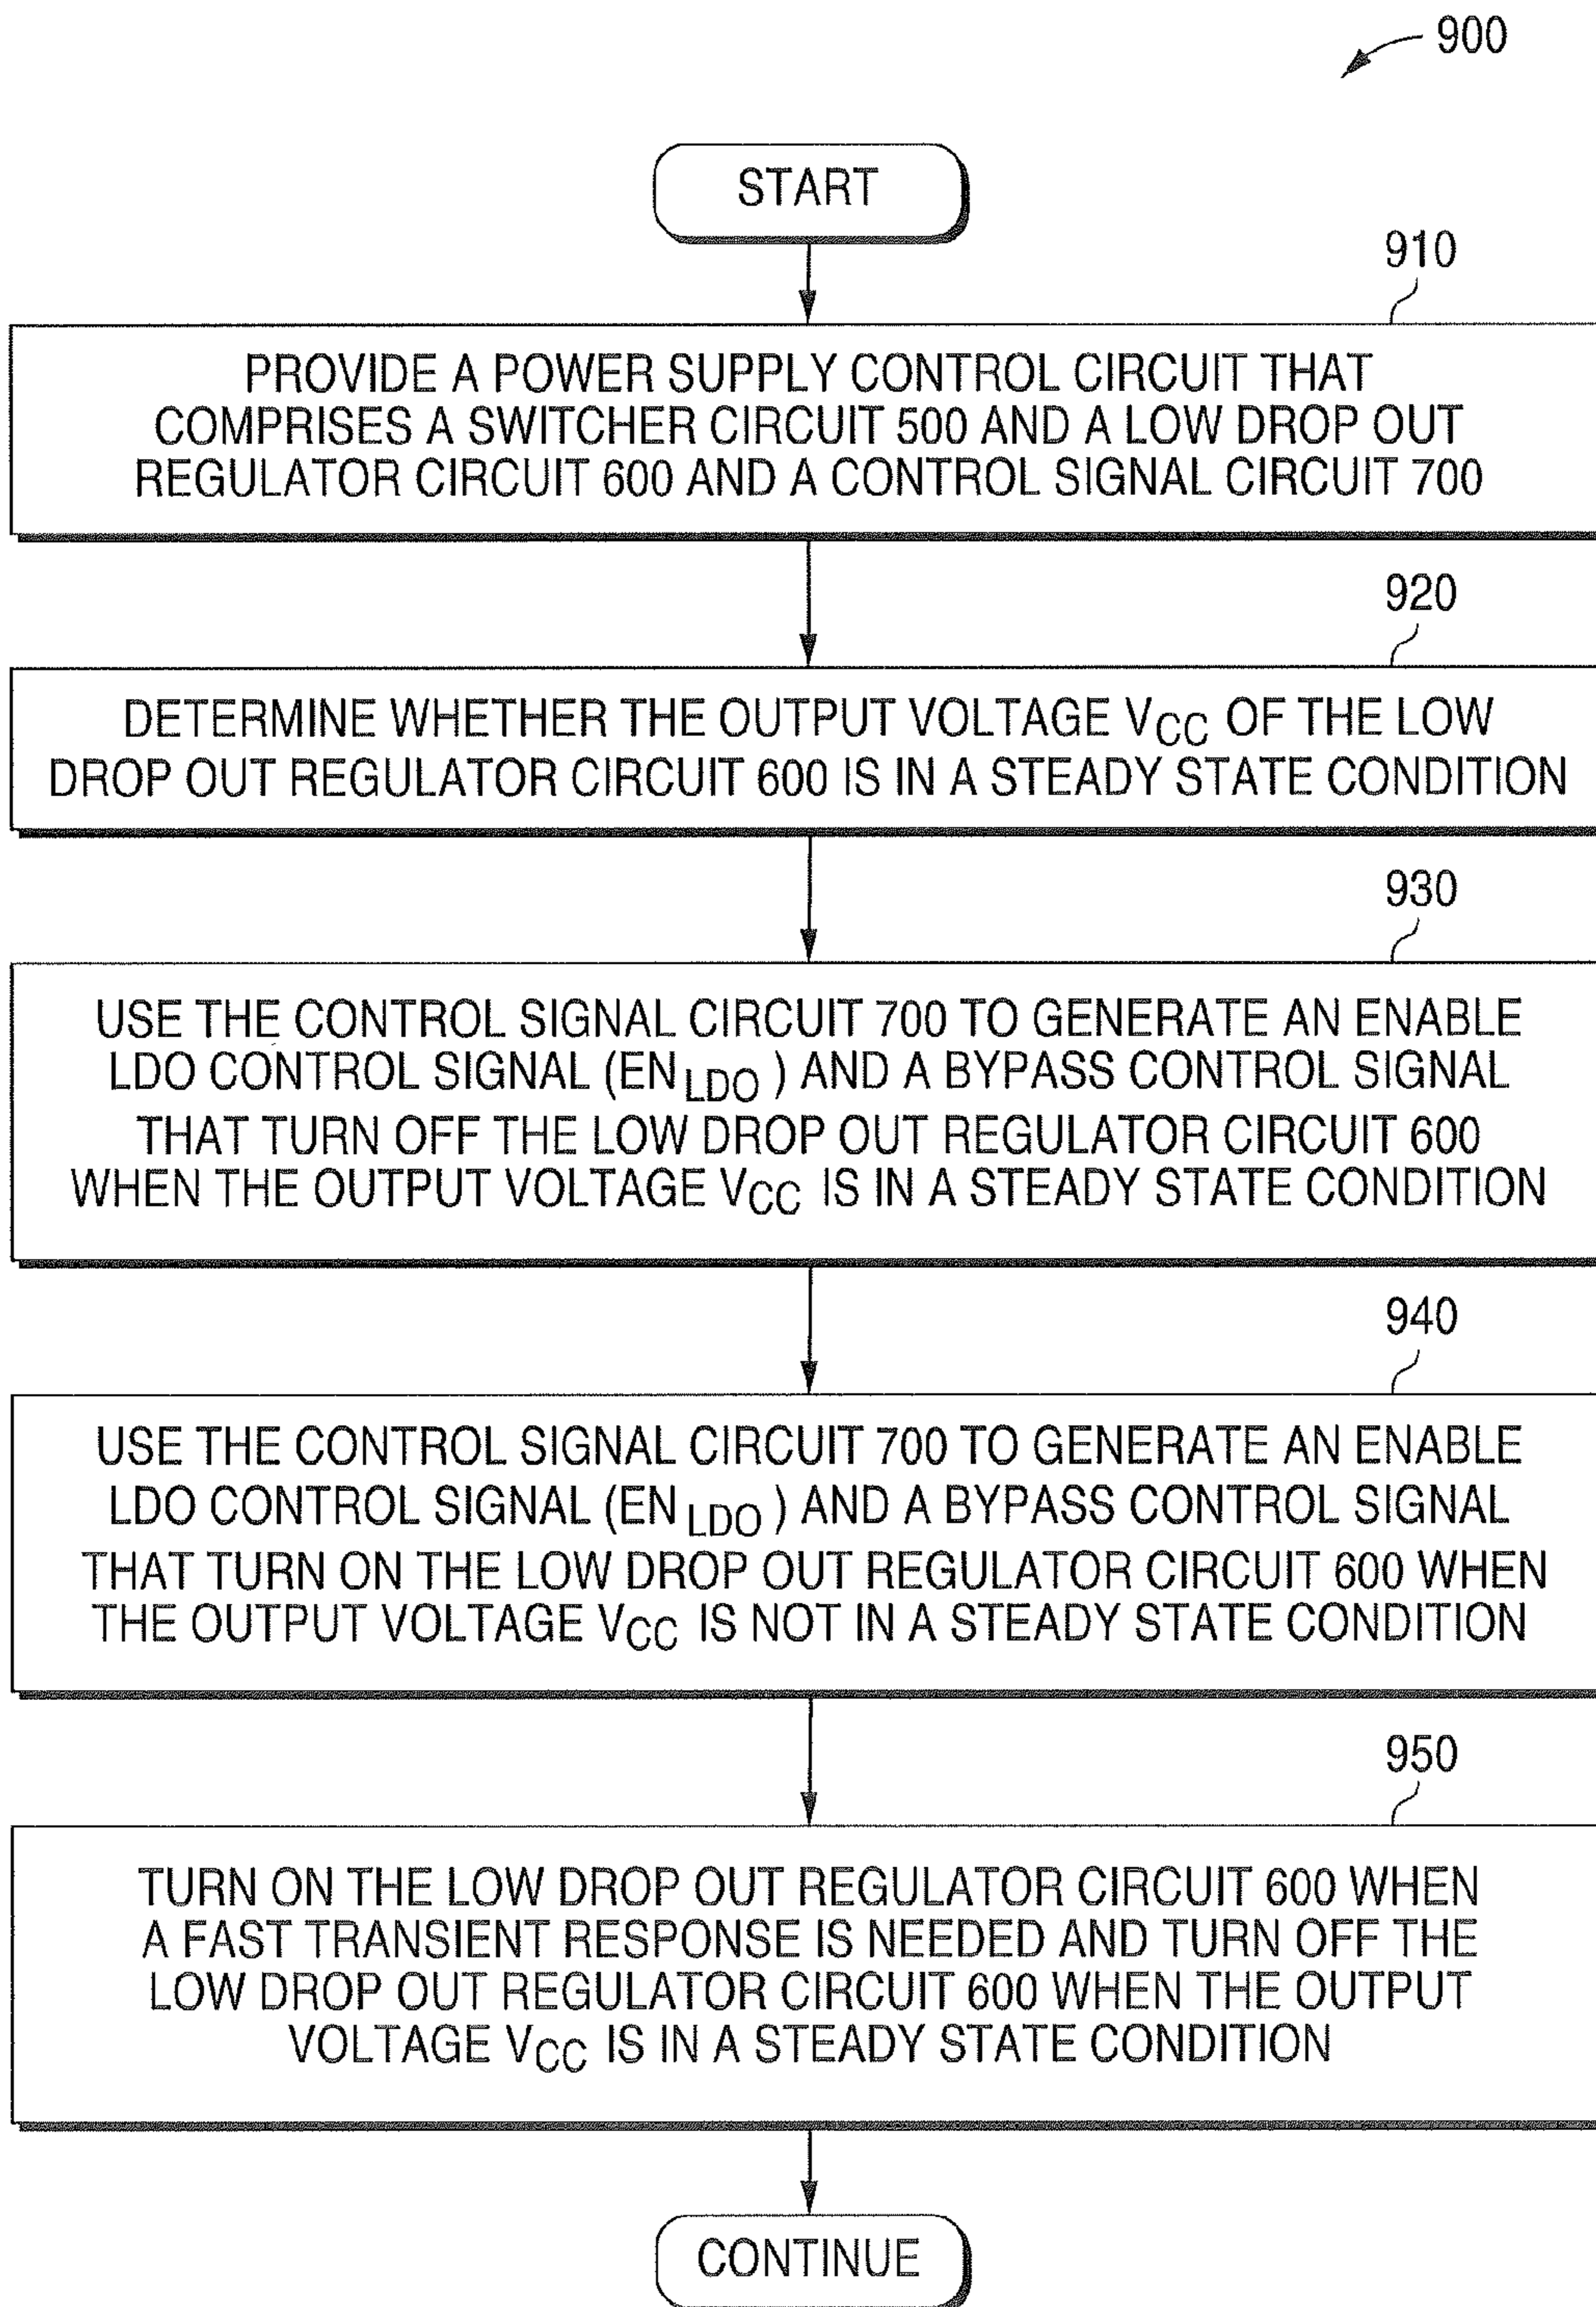 900
START
910
PROVIDE A POWER SUPPLY CONTROL CIRCUIT THAT
COMPRISES A SWITCHER CIRCUIT 500 AND A LOW DROP OUT
REGULATOR CIRCUIT 600 AND A CONTROL SIGNAL CIRCUIT 700
920
DETERMINE WHETHER THE OUTPUT VOLTAGE VCC OF THE LOW
DROP OUT REGULATOR CIRCUIT 600 IS IN A STEADY STATE CONDITION
930
USE THE CONTROL SIGNAL CIRCUIT 700 TO GENERATE AN ENABLE
LDO CONTROL SIGNAL (ENLDO) AND A BYPASS CONTROL SIGNAL
THAT TURN OFF THE LOW DROP OUT REGULATOR CIRCUIT 600
WHEN THE OUTPUT VOLTAGE VCC IS IN A STEADY STATE CONDITION
940
USE THE CONTROL SIGNAL CIRCUIT 700 TO GENERATE AN ENABLE
LDO CONTROL SIGNAL (ENLDO) AND A BYPASS CONTROL SIGNAL
THAT TURN ON THE LOW DROP OUT REGULATOR CIRCUIT 600 WHEN
THE OUTPUT VOLTAGE VCC IS NOT IN A STEADY STATE CONDITION
950
TURN ON THE LOW DROP OUT REGULATOR CIRCUIT 600 WHEN
A FAST TRANSIENT RESPONSE IS NEEDED AND TURN OFF THE
LOW DROP OUT REGULATOR CIRCUIT 600 WHEN THE OUTPUT
VOLTAGE VCC IS IN A STEADY STATE CONDITION
CONTINUE